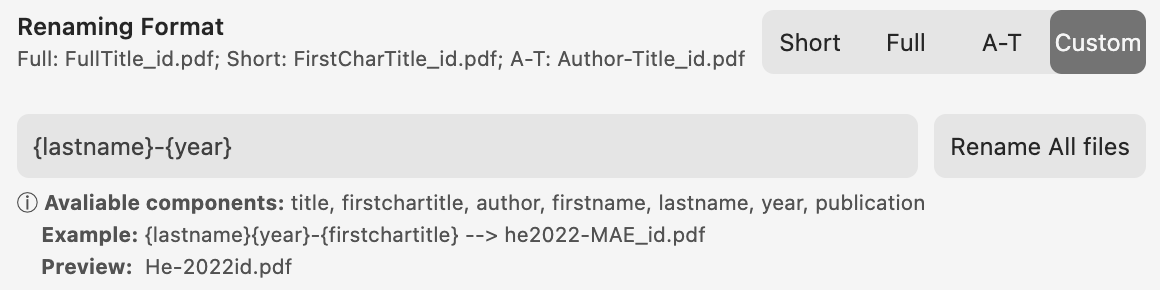 Renaming Format
Full: FullTitle_id.pdf; Short: FirstCharTitle_id.pdf; A-T: Author-Title_id.pdf
Short Full A-T Custom
{lastname}-{year}
Rename All files
ⓘ Avaliable components: title, firstchartitle, author, firstname, lastname, year, publication
Example: {lastname}{year}-{firstchartitle} --> he2022-MAE_id.pdf
Preview: He-2022id.pdf